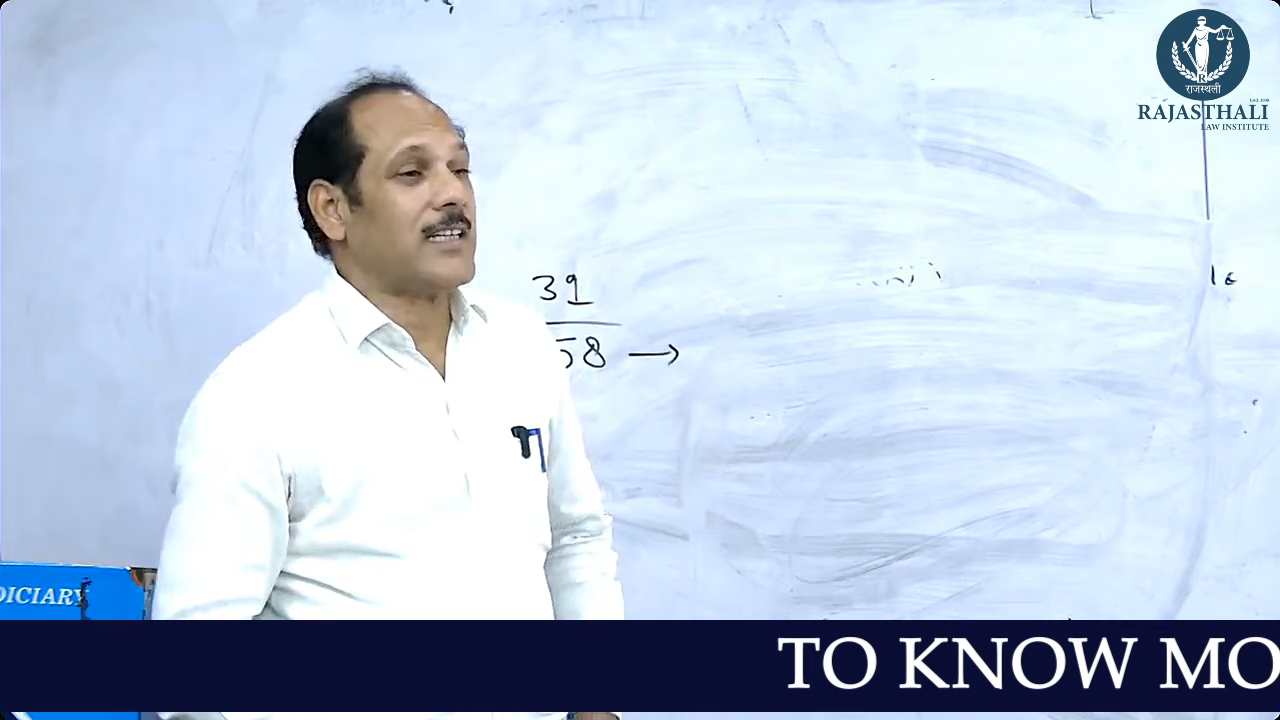 राजस्थली
RAJASTHALI
LAW INSTITUTE
39
58 →
DICIARY
TO KNOW MO